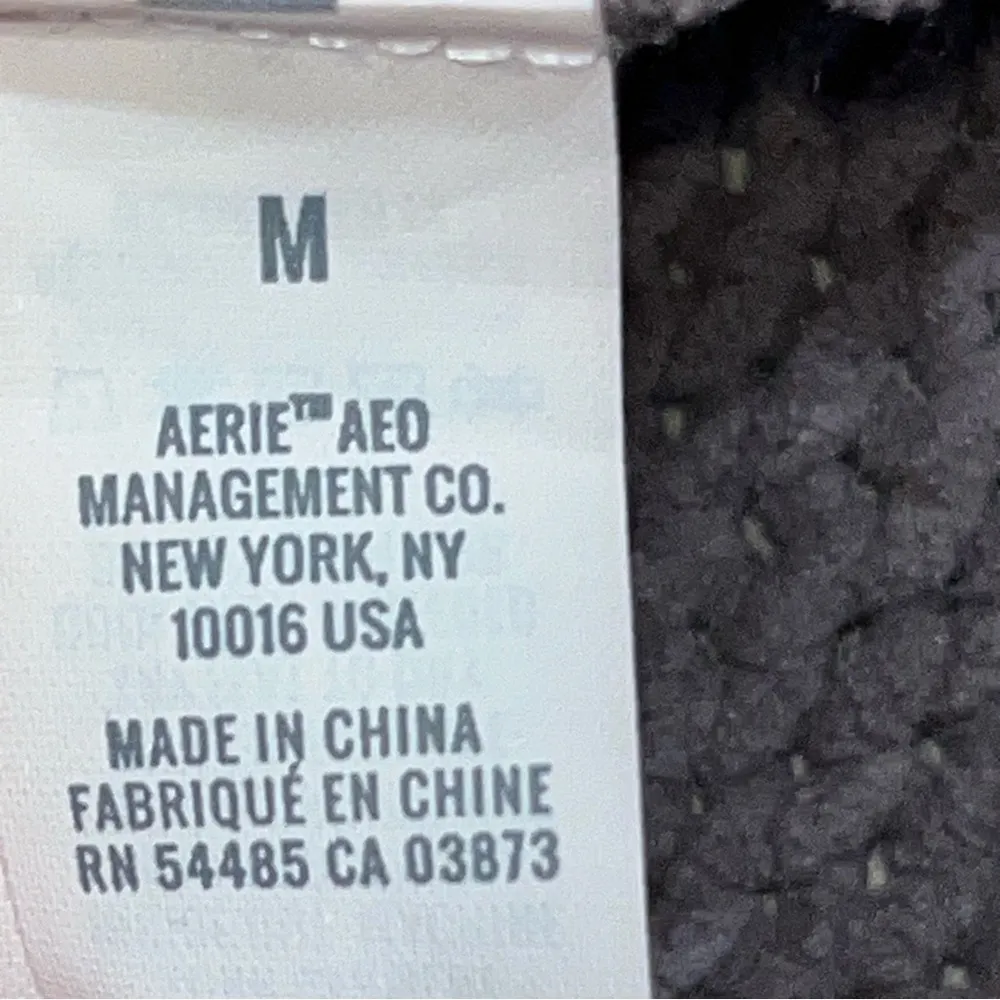 M
AERIE™ AEO
MANAGEMENT CO.
NEW YORK, NY
10016 USA
MADE IN CHINA
FABRIQUÉ EN CHINE
RN 54485 CA 03873